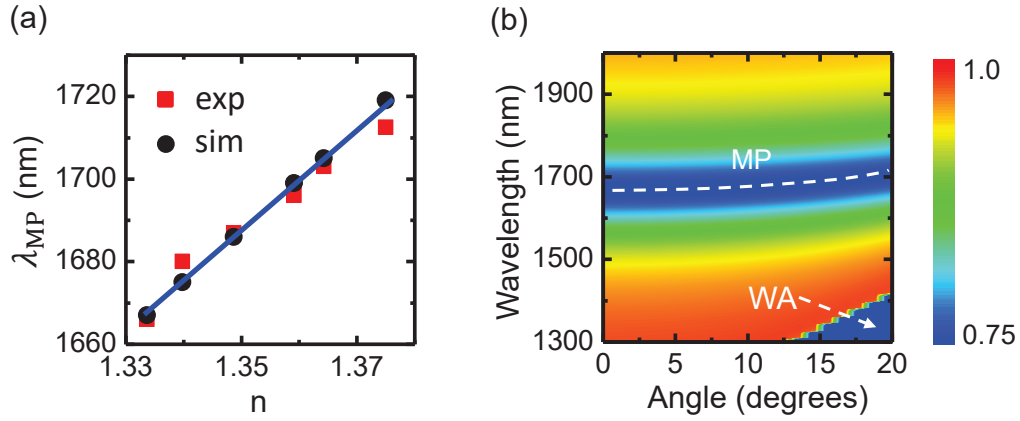 (a)
1720
1700
1680
1660
1.33
1.35
1.37
λMP (nm)
n
exp
sim
(b)
1900
1700
1500
1300
0
5
10
15
20
Wavelength (nm)
Angle (degrees)
MP
WA
1.0
0.75